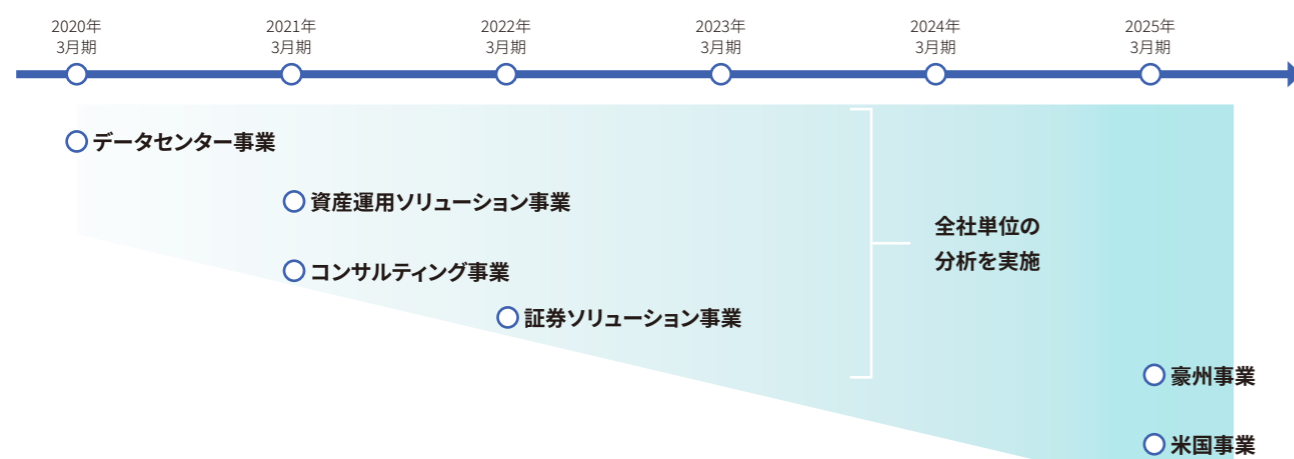 2020年
3月期
2021年
3月期
2022年
3月期
2023年
3月期
2024年
3月期
2025年
3月期
データセンター事業
資産運用ソリューション事業
コンサルティング事業
証券ソリューション事業
全社単位の
分析を実施
豪州事業
米国事業